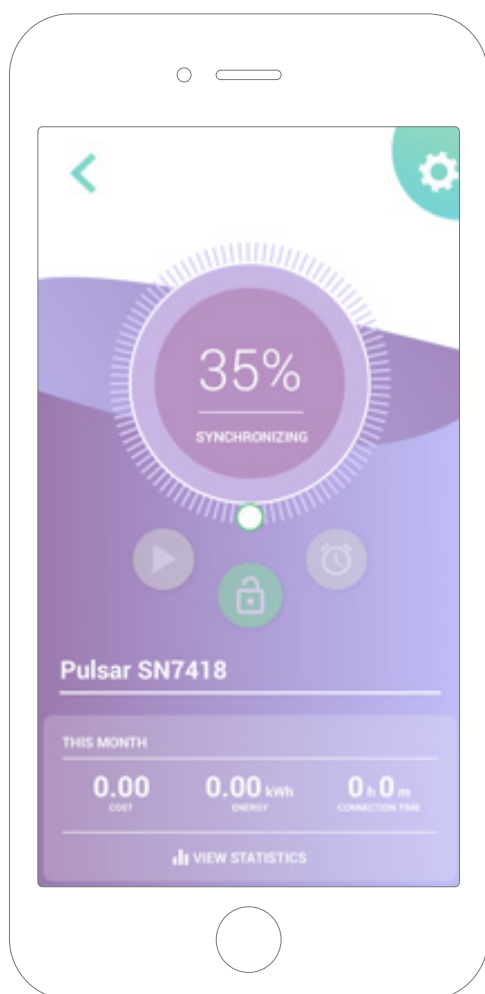 35%
SYNCHRONIZING
Pulsar SN7418
THIS MONTH
0.00 0.00 kWh 0 h 0 m
COST ENERGY CONNECTION TIME
VIEW STATISTICS